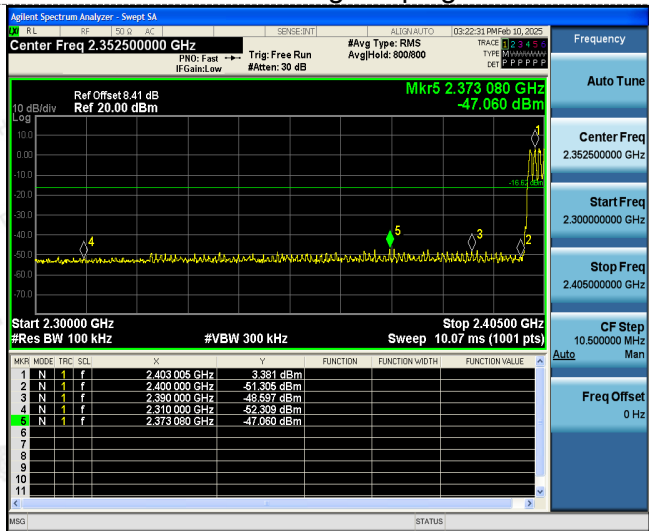 Agilent Spectrum Analyzer - Swept SA
RL RF 50 Ω AC SENSE:INT ALIGN AUTO 03:22:31 PM Feb 10, 2025
Center Freq 2.352500000 GHz
PNO: Fast
IFGain:Low
Trig: Free Run
#Atten: 30 dB
#Avg Type: RMS
Avg|Hold: 800/800
TRACE 1 2 3 4 5 6
TYPE M W W W W W
DET P P P P P P
Mkr5 2.373 080 GHz
-47.060 dBm
Ref Offset 8.41 dB
10 dB/div Ref 20.00 dBm
Log
10.0
0.00
-10.0
-20.0
-30.0
-40.0
-50.0
-60.0
-70.0
1
-16.62 dBm
5
3
2
4
Start 2.30000 GHz Stop 2.40500 GHz
#Res BW 100 kHz #VBW 300 kHz Sweep 10.07 ms (1001 pts)
MKR MODE TRC SCL X Y FUNCTION FUNCTION WIDTH FUNCTION VALUE
1 N 1 f 2.403 005 GHz 3.381 dBm
2 N 1 f 2.400 000 GHz -51.305 dBm
3 N 1 f 2.390 000 GHz -48.597 dBm
4 N 1 f 2.310 000 GHz -52.309 dBm
5 N 1 f 2.373 080 GHz -47.060 dBm
6
7
8
9
10
11
MSG STATUS
Frequency
Auto Tune
Center Freq
2.352500000 GHz
Start Freq
2.300000000 GHz
Stop Freq
2.405000000 GHz
CF Step
10.500000 MHz
Auto Man
Freq Offset
0 Hz